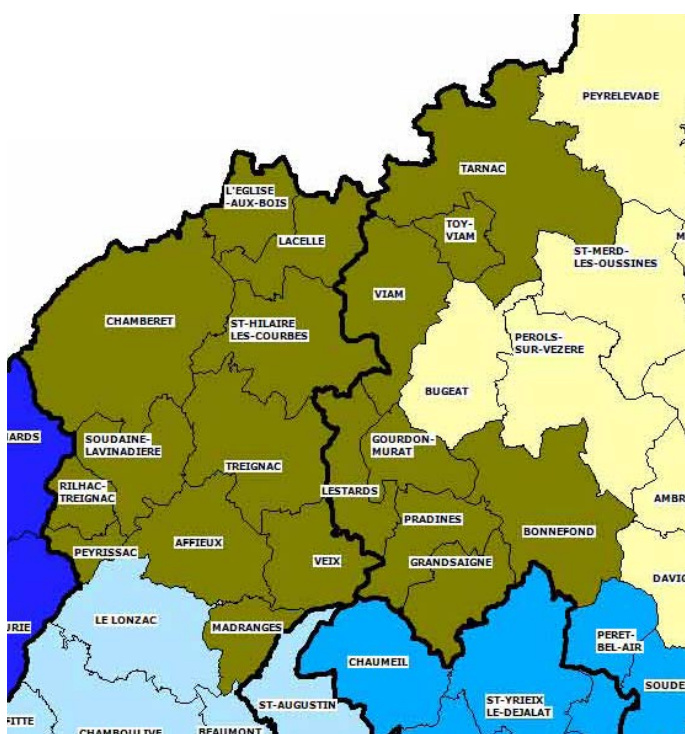 PEYRELEVADE
TARNAC
L'EGLISE
-AUX-BOIS
TOY-
VIAM
LACELLE
ST-MERD-
LES-OUSSINES
M
VIAM
CHAMBERET
ST-HILAIRE
LES-COURBES
PEROLS-
SUR-VEZERE
BUGEAT
ARDS
SOUDAINE-
LAVINADIERE
GOURDON-
MURAT
TREIGNAC
RILHAC-
TREIGNAC
LESTARDS
AMBR
PRADINES
BONNEFOND
AFFIEUX
PEYRISSAC
VEIX
GRANDSAIGNE
DAVIG
LE LONZAC
MADRANGES
URIE
PERET-
BEL-AIR
CHAUMEIL
SOUDE
ST-AUGUSTIN
ST-YRIEIX
LE-DEJALAT
FITTE
CHAMBOULIVE
BEAUMONT